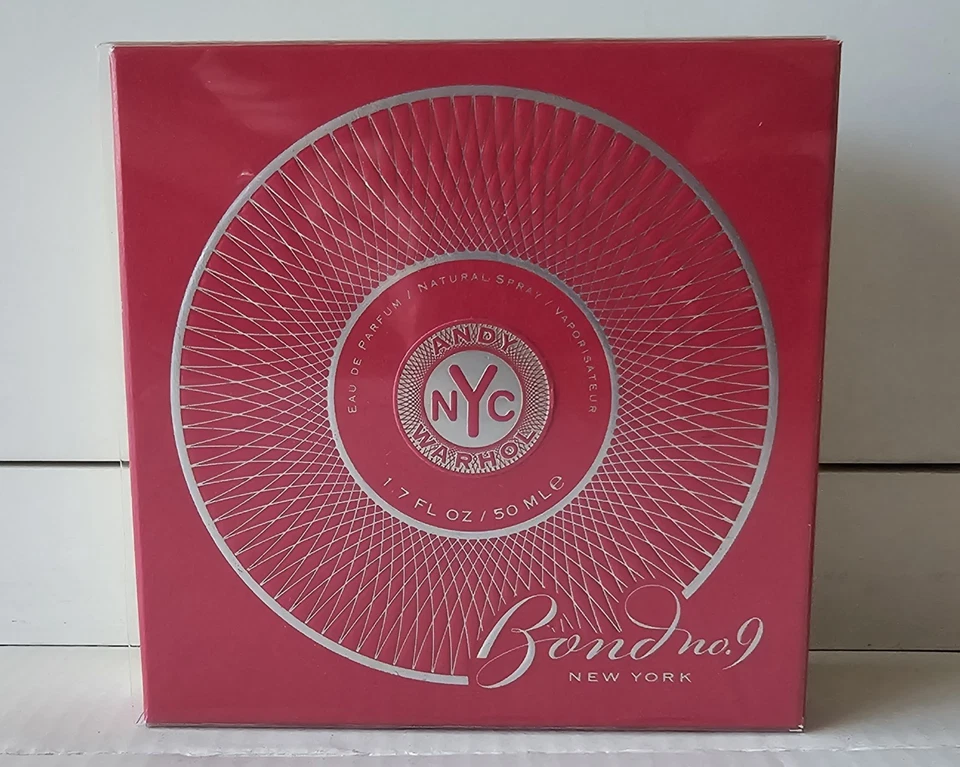 EAU DE PARFUM / NATURAL SPRAY / VAPORISATEUR
ANDY
NYC
WARHOL
1.7 FL OZ / 50 ML e
Bond no.9
NEW YORK